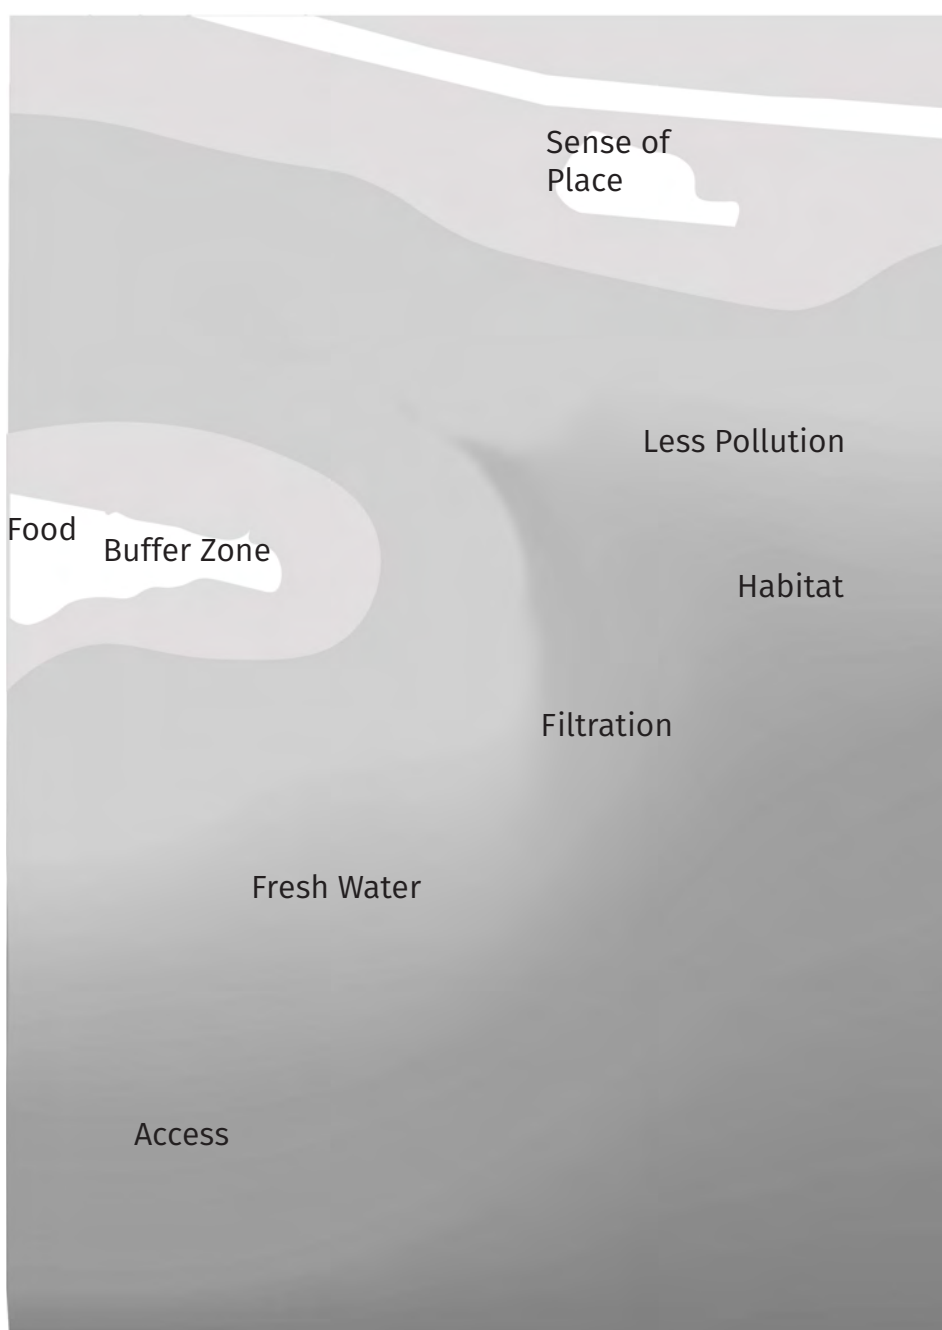 Sense of
Place
Less Pollution
Food
Buffer Zone
Habitat
Filtration
Fresh Water
Access